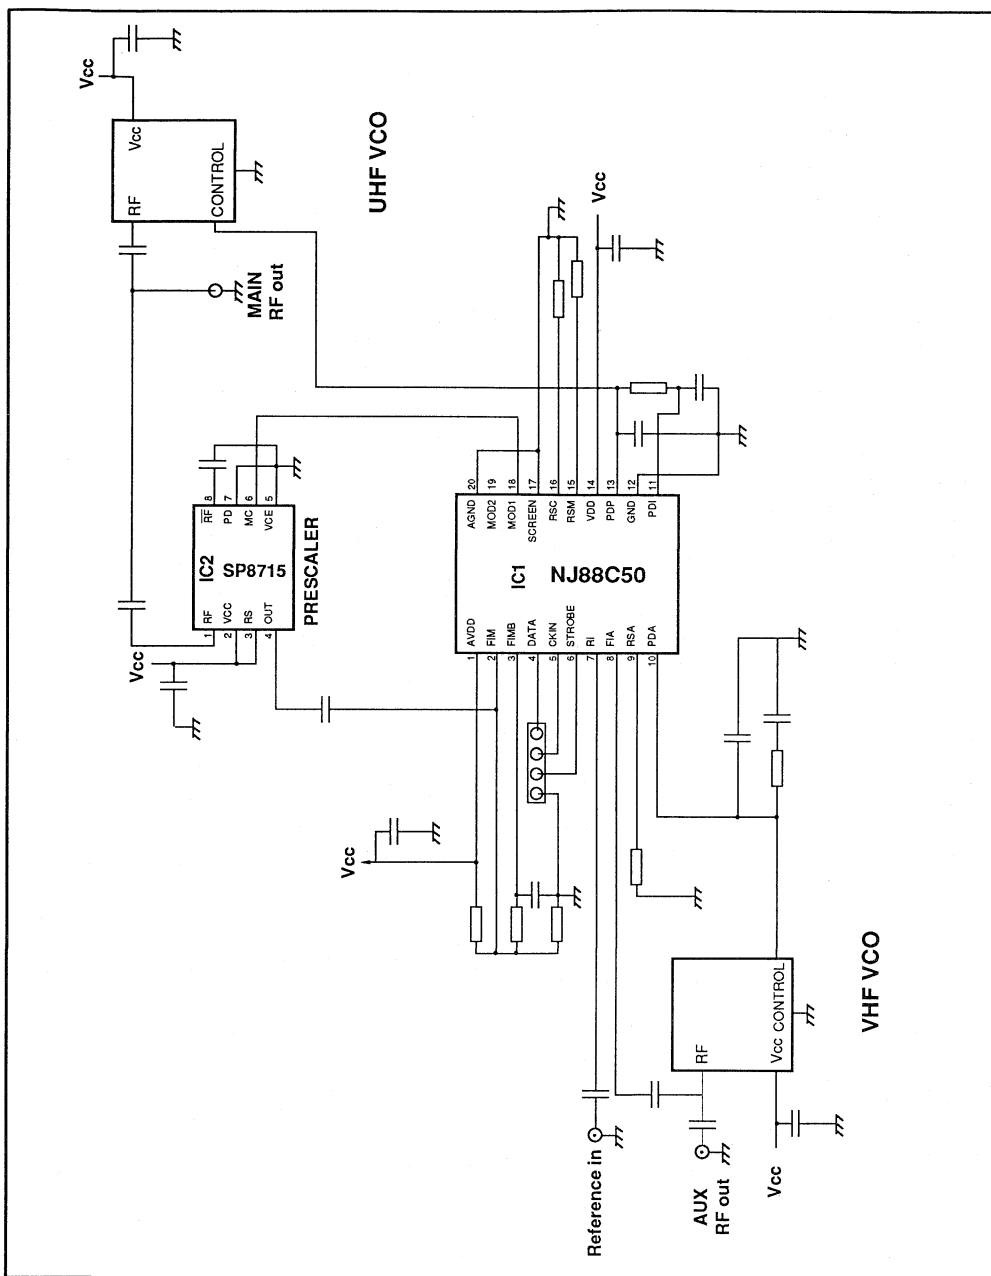 Vcc
Vcc
RF
CONTROL
UHF VCO
MAIN
RF out
Vcc
IC2 SP8715
PRESCALER
1 RF
2 VCC
3 RS
4 OUT
8 RF
7 PD
6 MC
5 VCE
Vcc
Vcc
IC1 NJ88C50
1 AVDD
2 FIM
3 FIMB
4 DATA
5 CKIN
6 STROBE
7 RI
8 FIA
9 RSA
10 PDA
20 AGND
19 MOD2
18 MOD1
17 SCREEN
16 RSC
15 RSM
14 VDD
13 PDP
12 GND
11 PDI
Reference in
AUX
RF out
Vcc
RF
Vcc CONTROL
VHF VCO